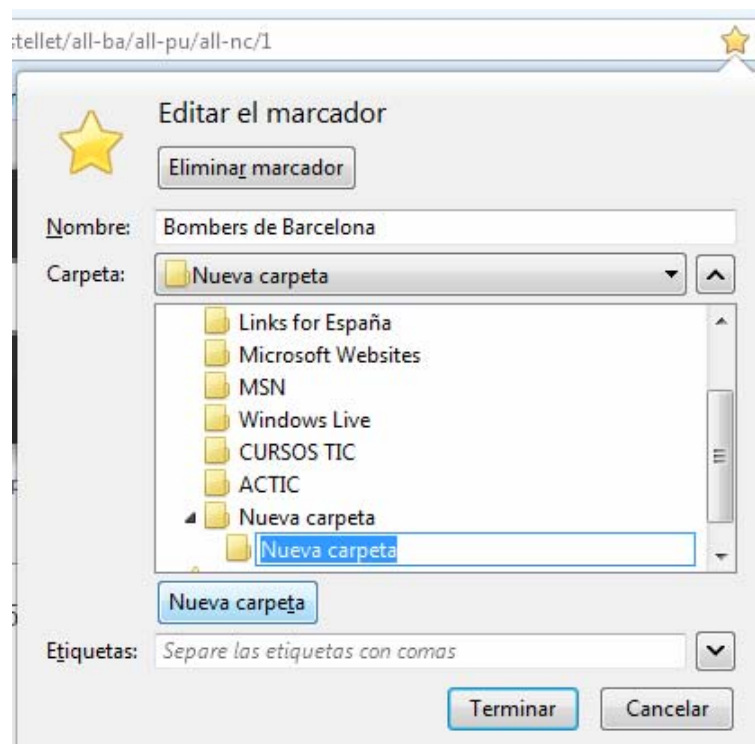 tellet/all-ba/all-pu/all-nc/1
Editar el marcador
Eliminar marcador
Nombre: Bombers de Barcelona
Carpeta: Nueva carpeta
Links for España
Microsoft Websites
MSN
Windows Live
CURSOS TIC
ACTIC
Nueva carpeta
Nueva carpeta
Nueva carpeta
Etiquetas: Separe las etiquetas con comas
Terminar Cancelar